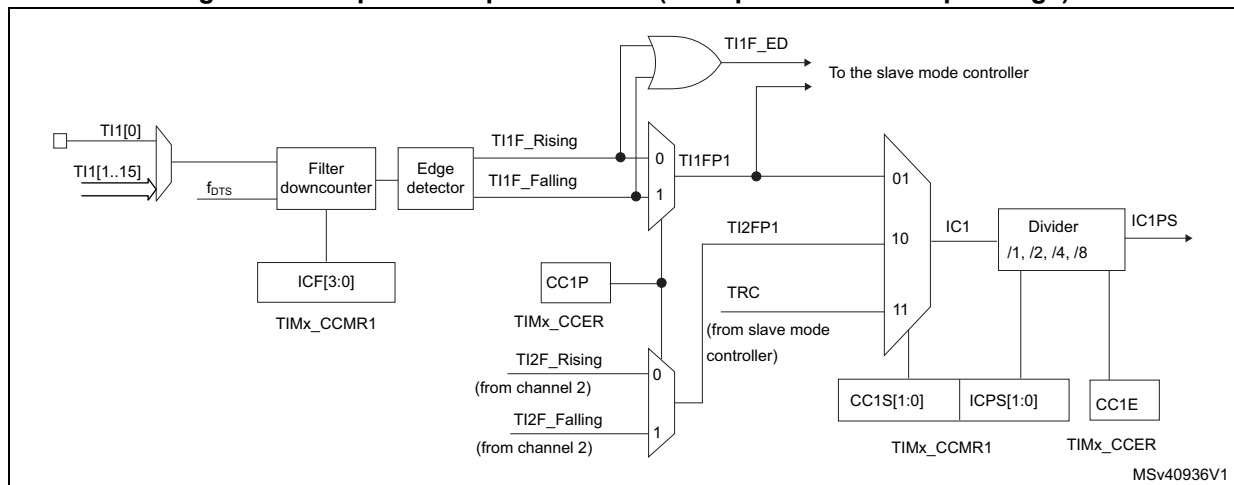 TI1F_ED
To the slave mode controller
TI1[0]
TI1[1..15]
fDTS
Filter
downcounter
Edge
detector
TI1F_Rising
TI1F_Falling
0
1
TI1FP1
01
TI2FP1
10
IC1
Divider
/1, /2, /4, /8
IC1PS
ICF[3:0]
TIMx_CCMR1
CC1P
TIMx_CCER
TRC
11
(from slave mode
controller)
TI2F_Rising
(from channel 2)
0
TI2F_Falling
1
(from channel 2)
CC1S[1:0]
ICPS[1:0]
CC1E
TIMx_CCMR1
TIMx_CCER
MSv40936V1